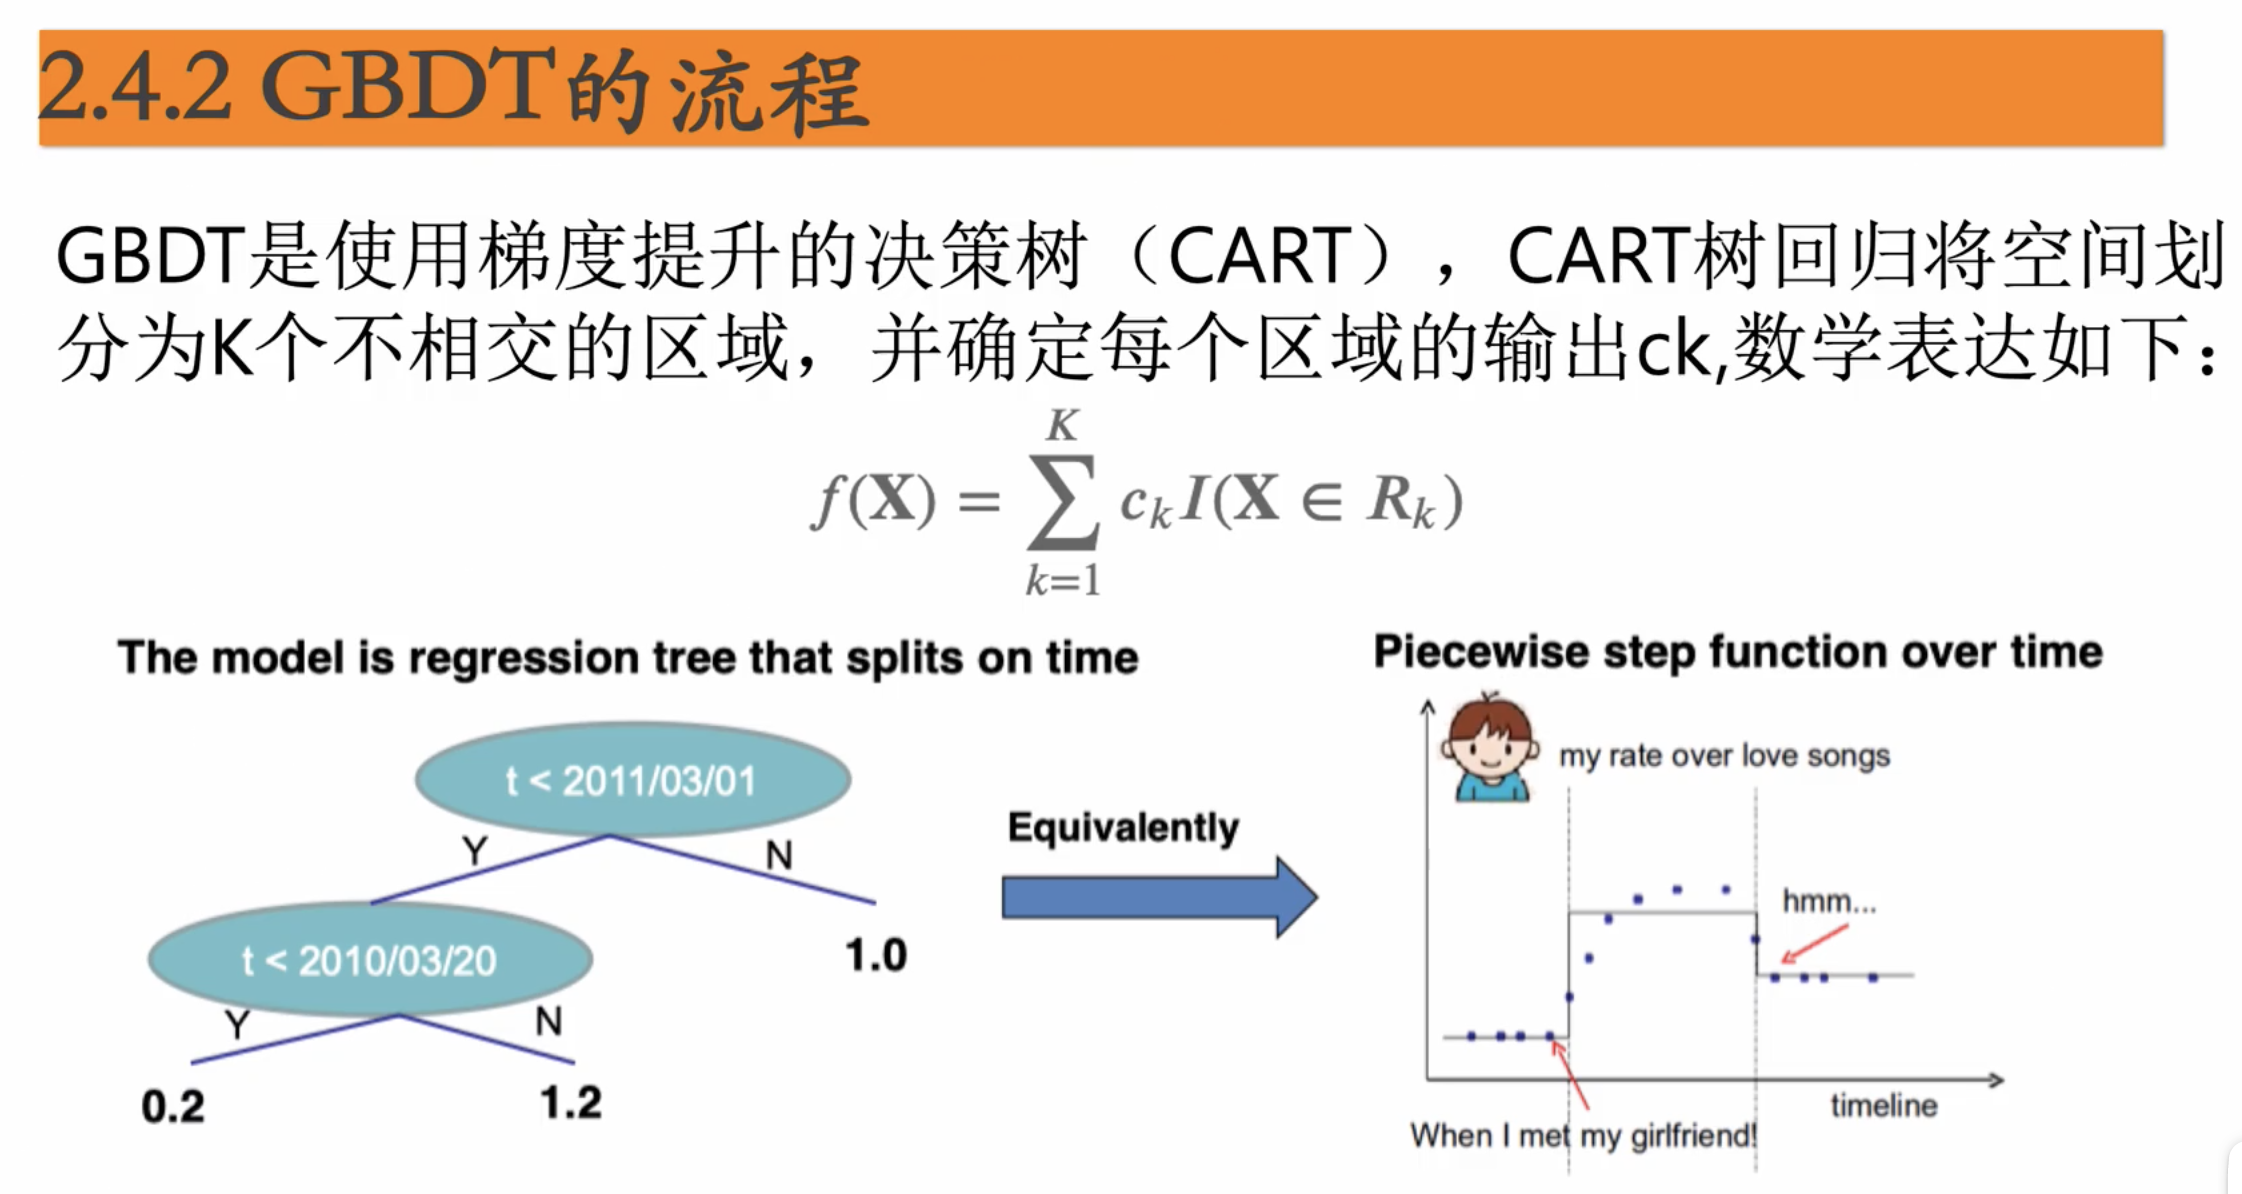 2.4.2 GBDT的流程
GBDT是使用梯度提升的决策树（CART），CART树回归将空间划
分为K个不相交的区域，并确定每个区域的输出ck,数学表达如下：
f(X) = ∑_{k=1}^{K} c_k I(X ∈ R_k)
The model is regression tree that splits on time
t < 2011/03/01
Y
N
t < 2010/03/20
1.0
Y
N
0.2
1.2
Equivalently
Piecewise step function over time
my rate over love songs
hmm...
timeline
When I met my girlfriend!